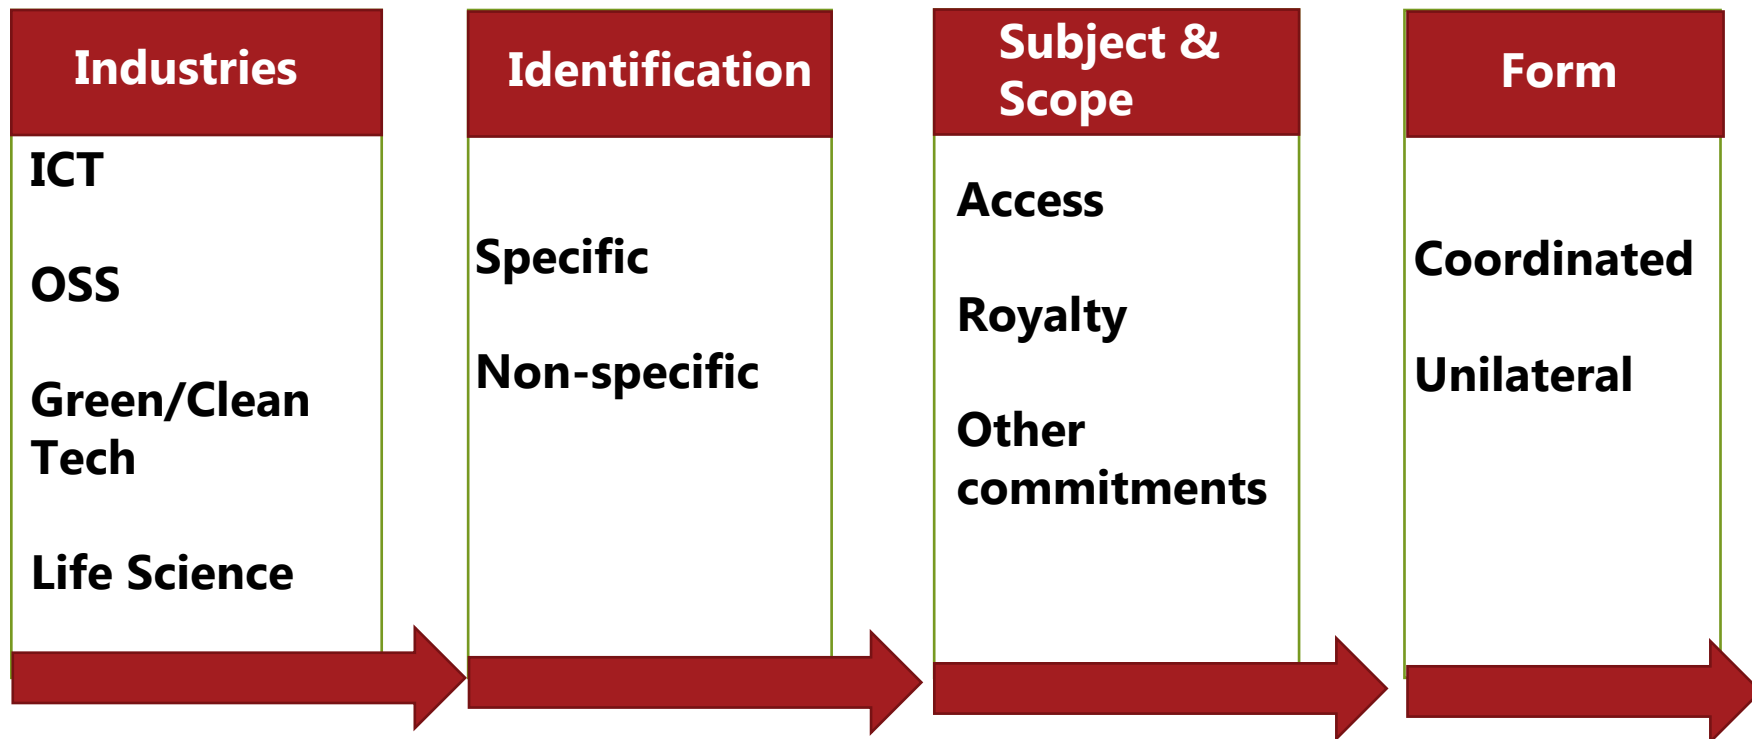 Industries
ICT
OSS
Green/Clean
Tech
Life Science
Identification
Specific
Non-specific
Subject &
Scope
Access
Royalty
Other
commitments
Form
Coordinated
Unilateral